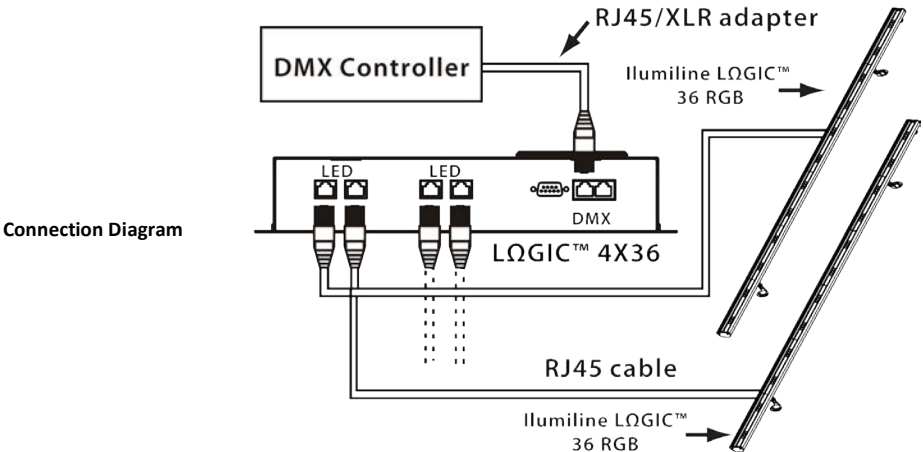 RJ45/XLR adapter
DMX Controller
Ilumiline LΩGIC™
36 RGB
LED
LED
DMX
Connection Diagram
LΩGIC™ 4X36
RJ45 cable
Ilumiline LΩGIC™
36 RGB